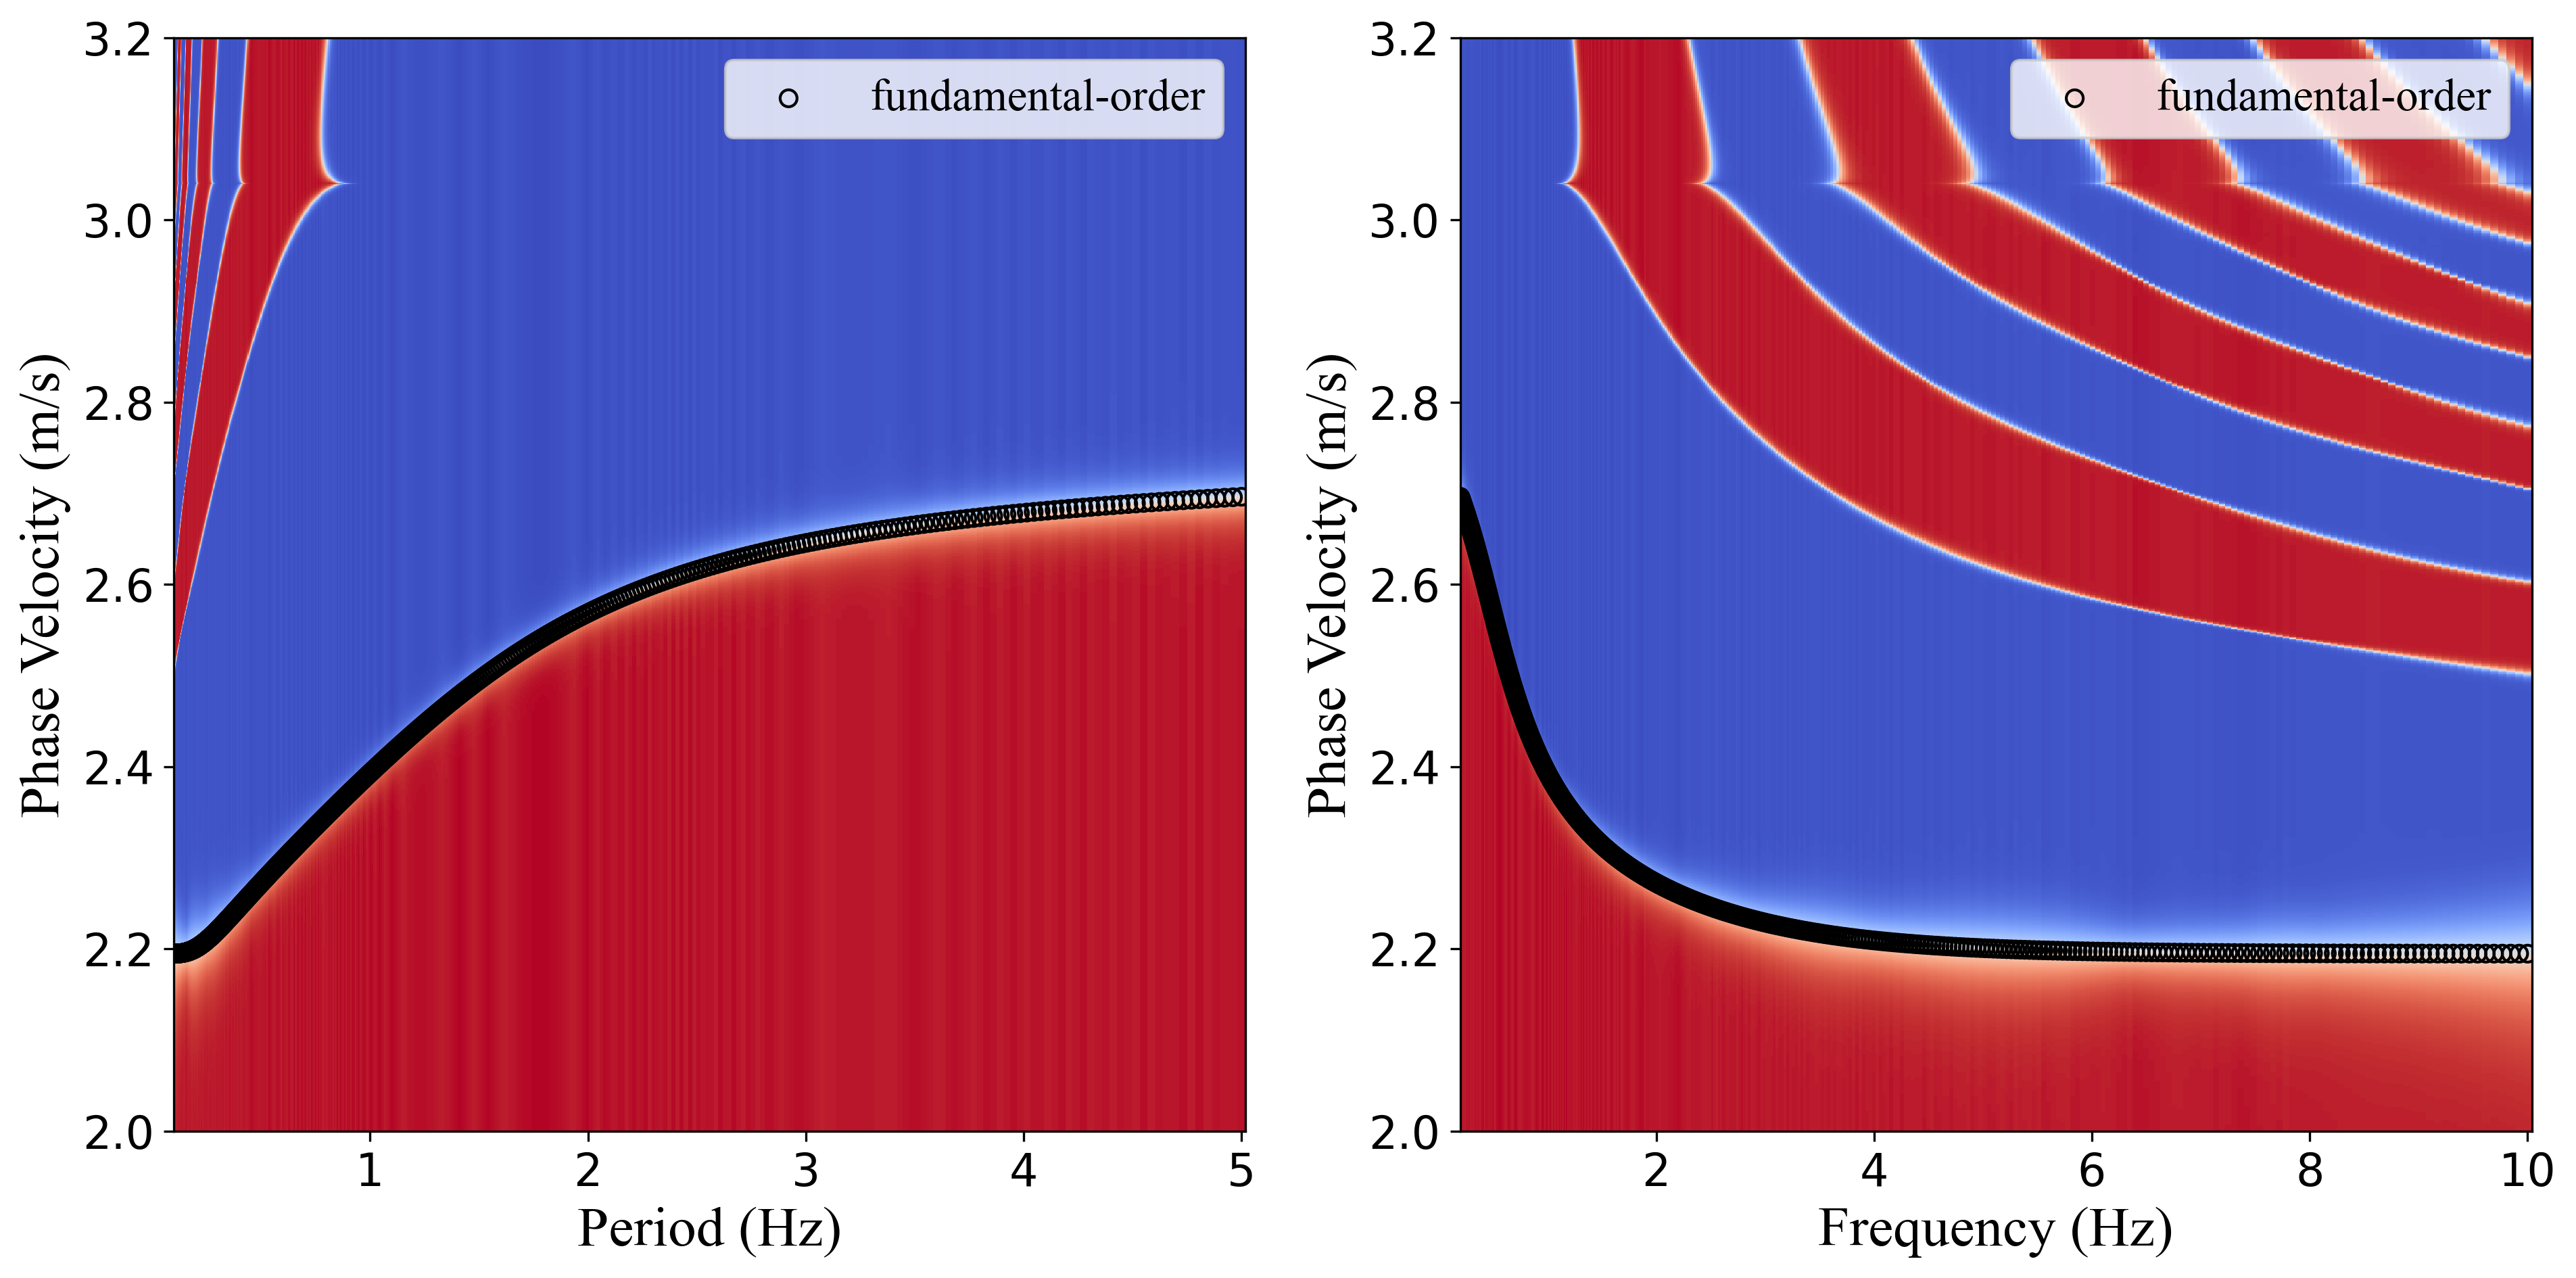 Phase Velocity (m/s)
3.2
3.0
2.8
2.6
2.4
2.2
2.0
fundamental-order
1 2 3 4 5
Period (Hz)
Phase Velocity (m/s)
3.2
3.0
2.8
2.6
2.4
2.2
2.0
fundamental-order
2 4 6 8 10
Frequency (Hz)